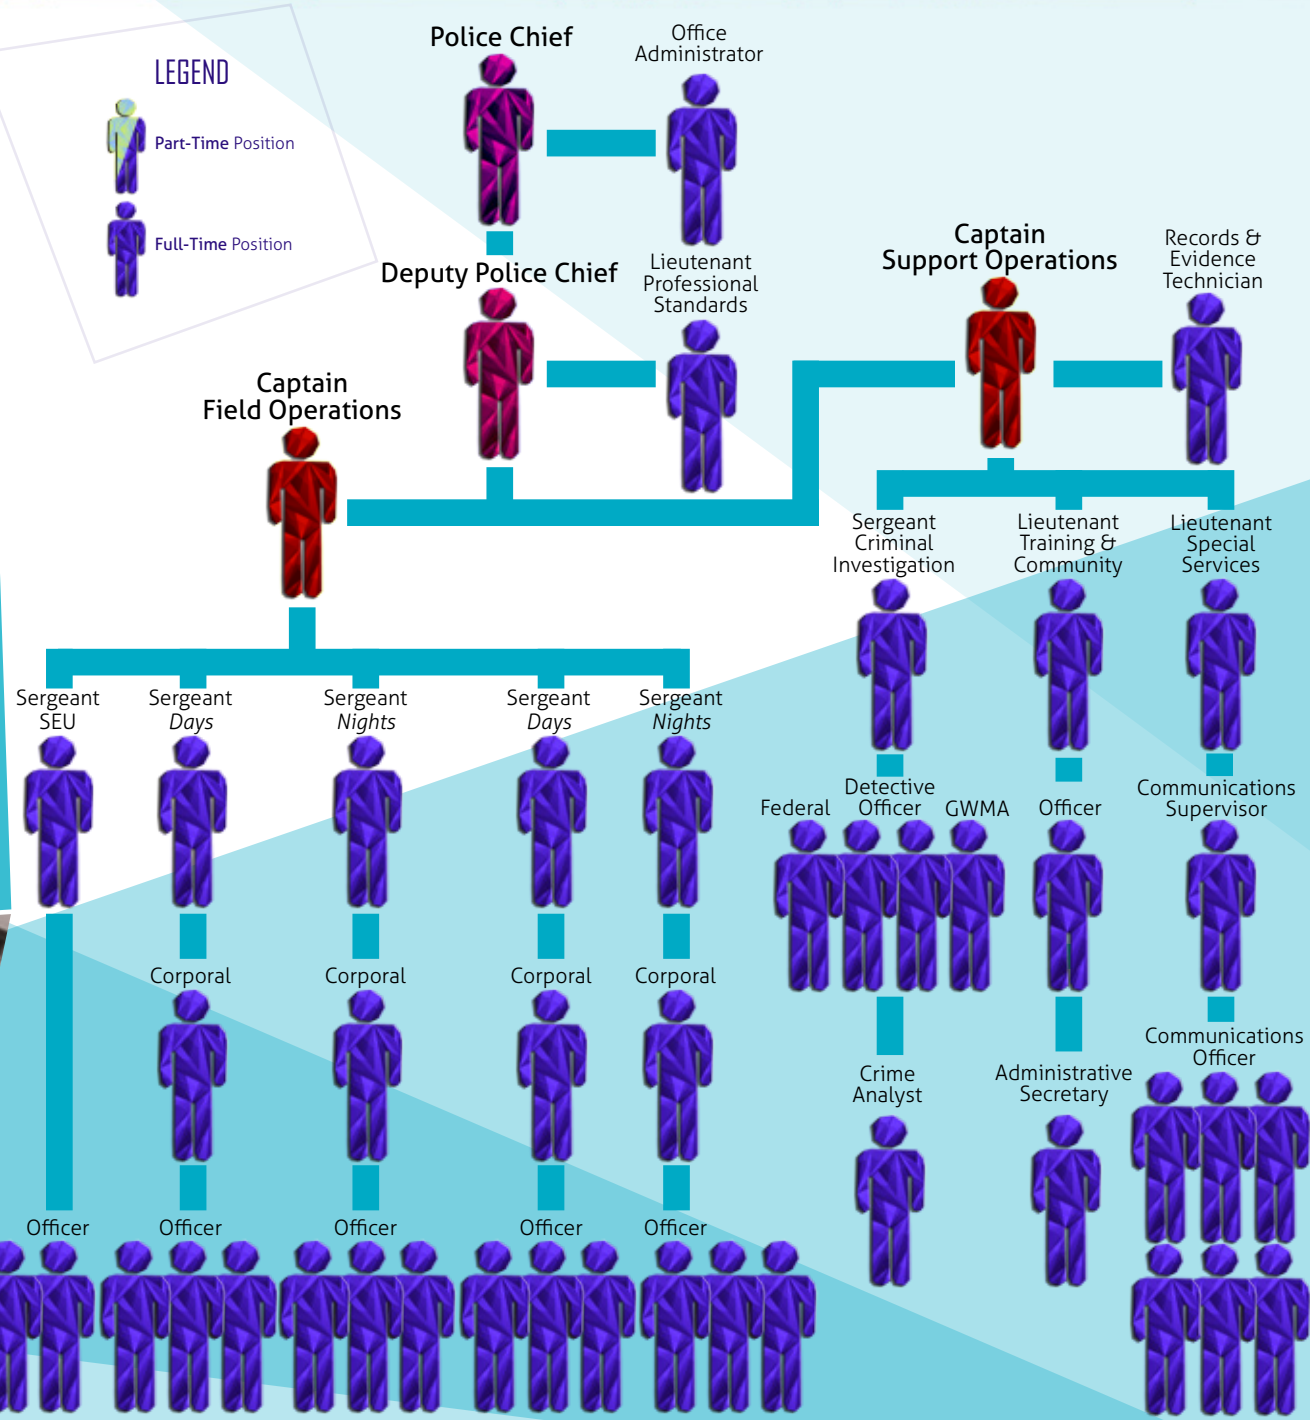 LEGEND
Part-Time Position
Full-Time Position
Police Chief
Office
Administrator
Deputy Police Chief
Lieutenant
Professional
Standards
Captain
Support Operations
Records &
Evidence
Technician
Captain
Field Operations
Sergeant
Criminal
Investigation
Lieutenant
Training &
Community
Lieutenant
Special
Services
Sergeant
SEU
Sergeant
Days
Sergeant
Nights
Sergeant
Days
Sergeant
Nights
Federal
Detective
Officer
GWMA
Officer
Communications
Supervisor
Corporal
Corporal
Corporal
Corporal
Crime
Analyst
Administrative
Secretary
Communications
Officer
Officer
Officer
Officer
Officer
Officer